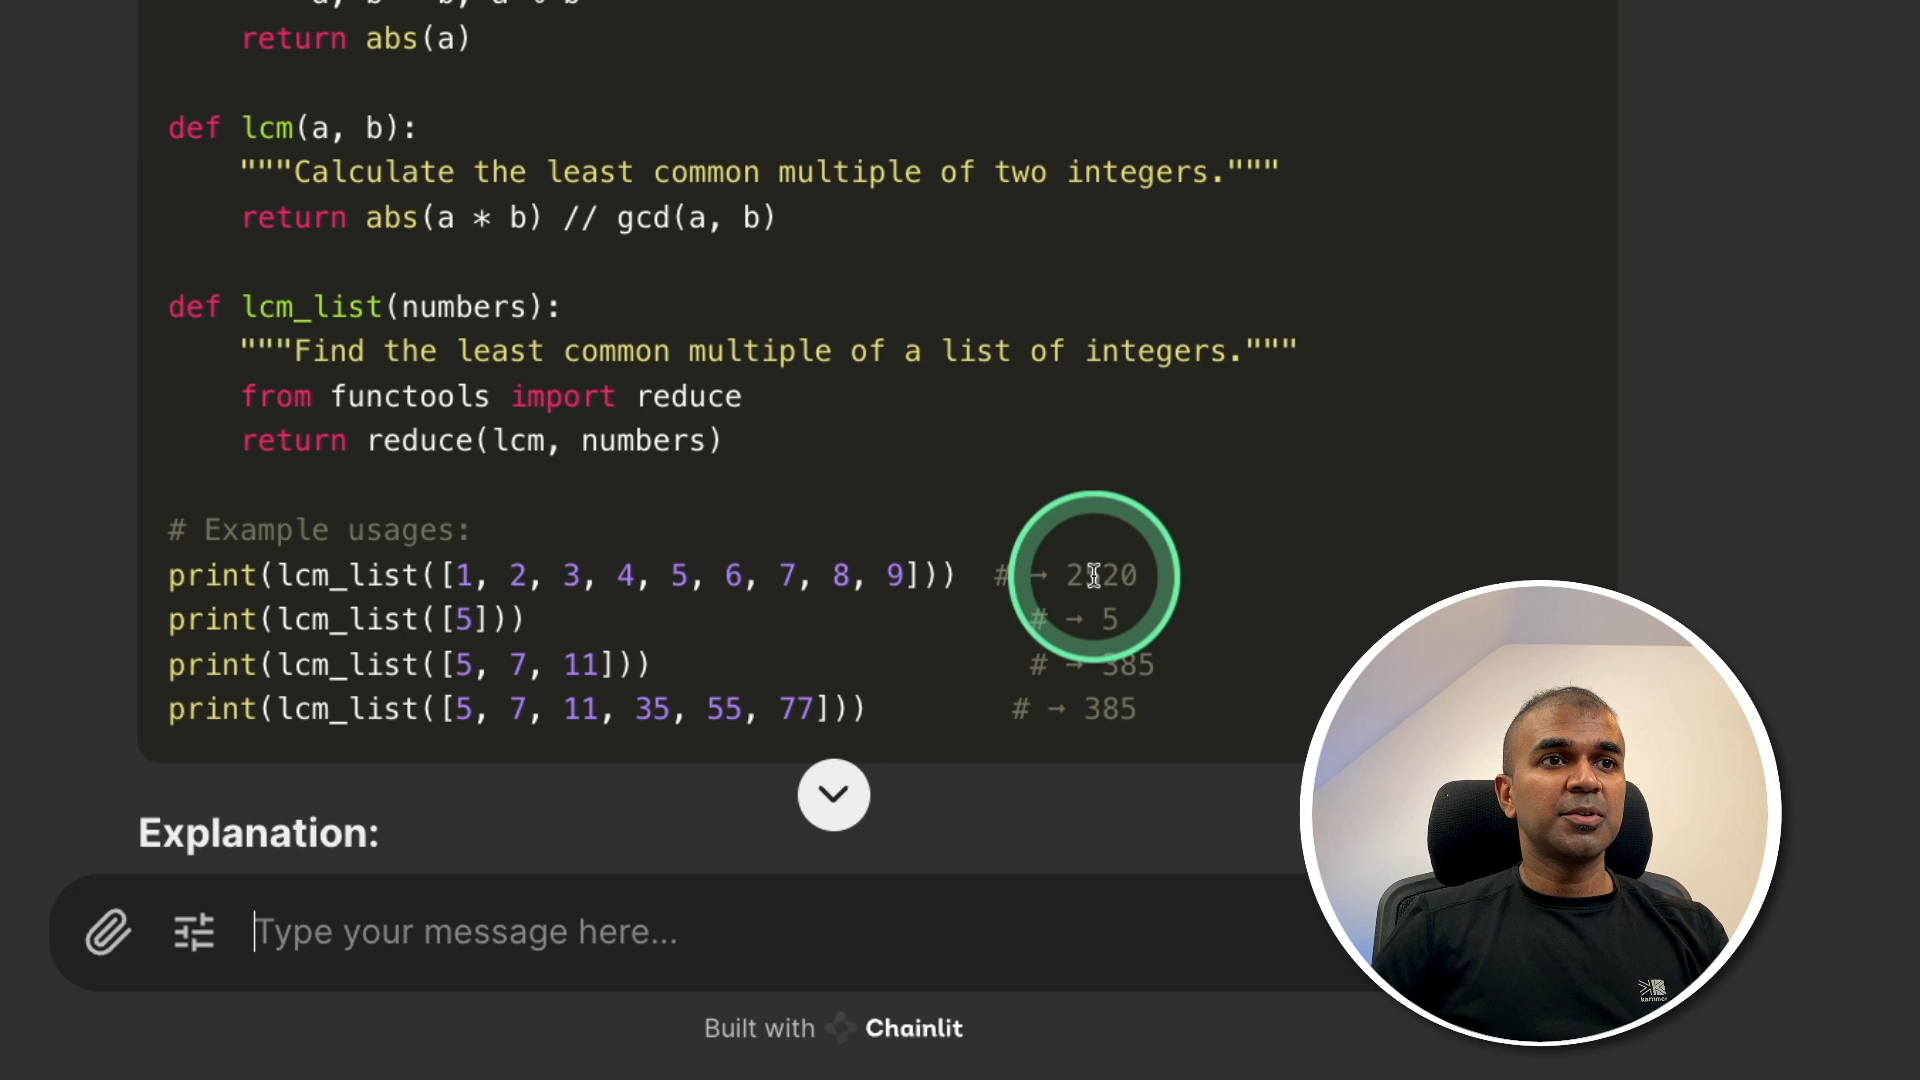 return abs(a)
def lcm(a, b):
"""Calculate the least common multiple of two integers."""
return abs(a * b) // gcd(a, b)
def lcm_list(numbers):
"""Find the least common multiple of a list of integers."""
from functools import reduce
return reduce(lcm, numbers)
# Example usages:
print(lcm_list([1, 2, 3, 4, 5, 6, 7, 8, 9])) # → 2520
print(lcm_list([5])) # → 5
print(lcm_list([5, 7, 11])) # → 385
print(lcm_list([5, 7, 11, 35, 55, 77])) # → 385
Explanation:
Type your message here...
Built with Chainlit